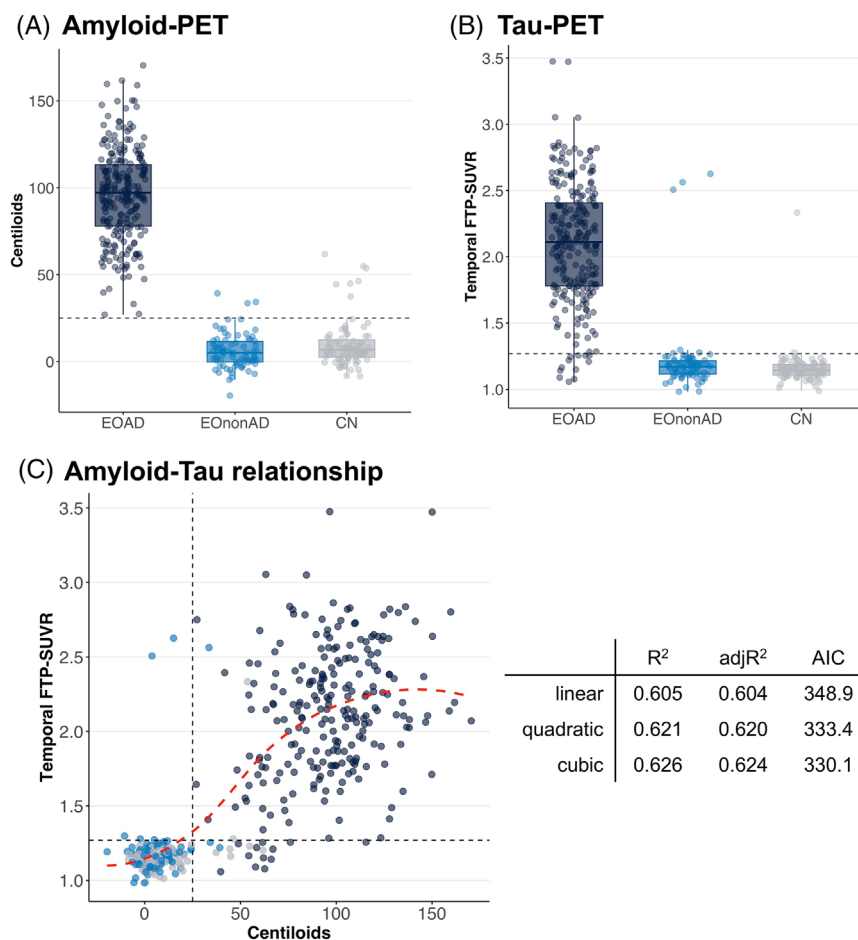 (A) Amyloid-PET
Centiloids
150
100
50
0
EOAD EOnonAD CN
(B) Tau-PET
Temporal FTP-SUVR
3.5
3.0
2.5
2.0
1.5
1.0
EOAD EOnonAD CN
(C) Amyloid-Tau relationship
Temporal FTP-SUVR
3.5
3.0
2.5
2.0
1.5
1.0
0 50 100 150
Centiloids
R² adjR² AIC
linear 0.605 0.604 348.9
quadratic 0.621 0.620 333.4
cubic 0.626 0.624 330.1